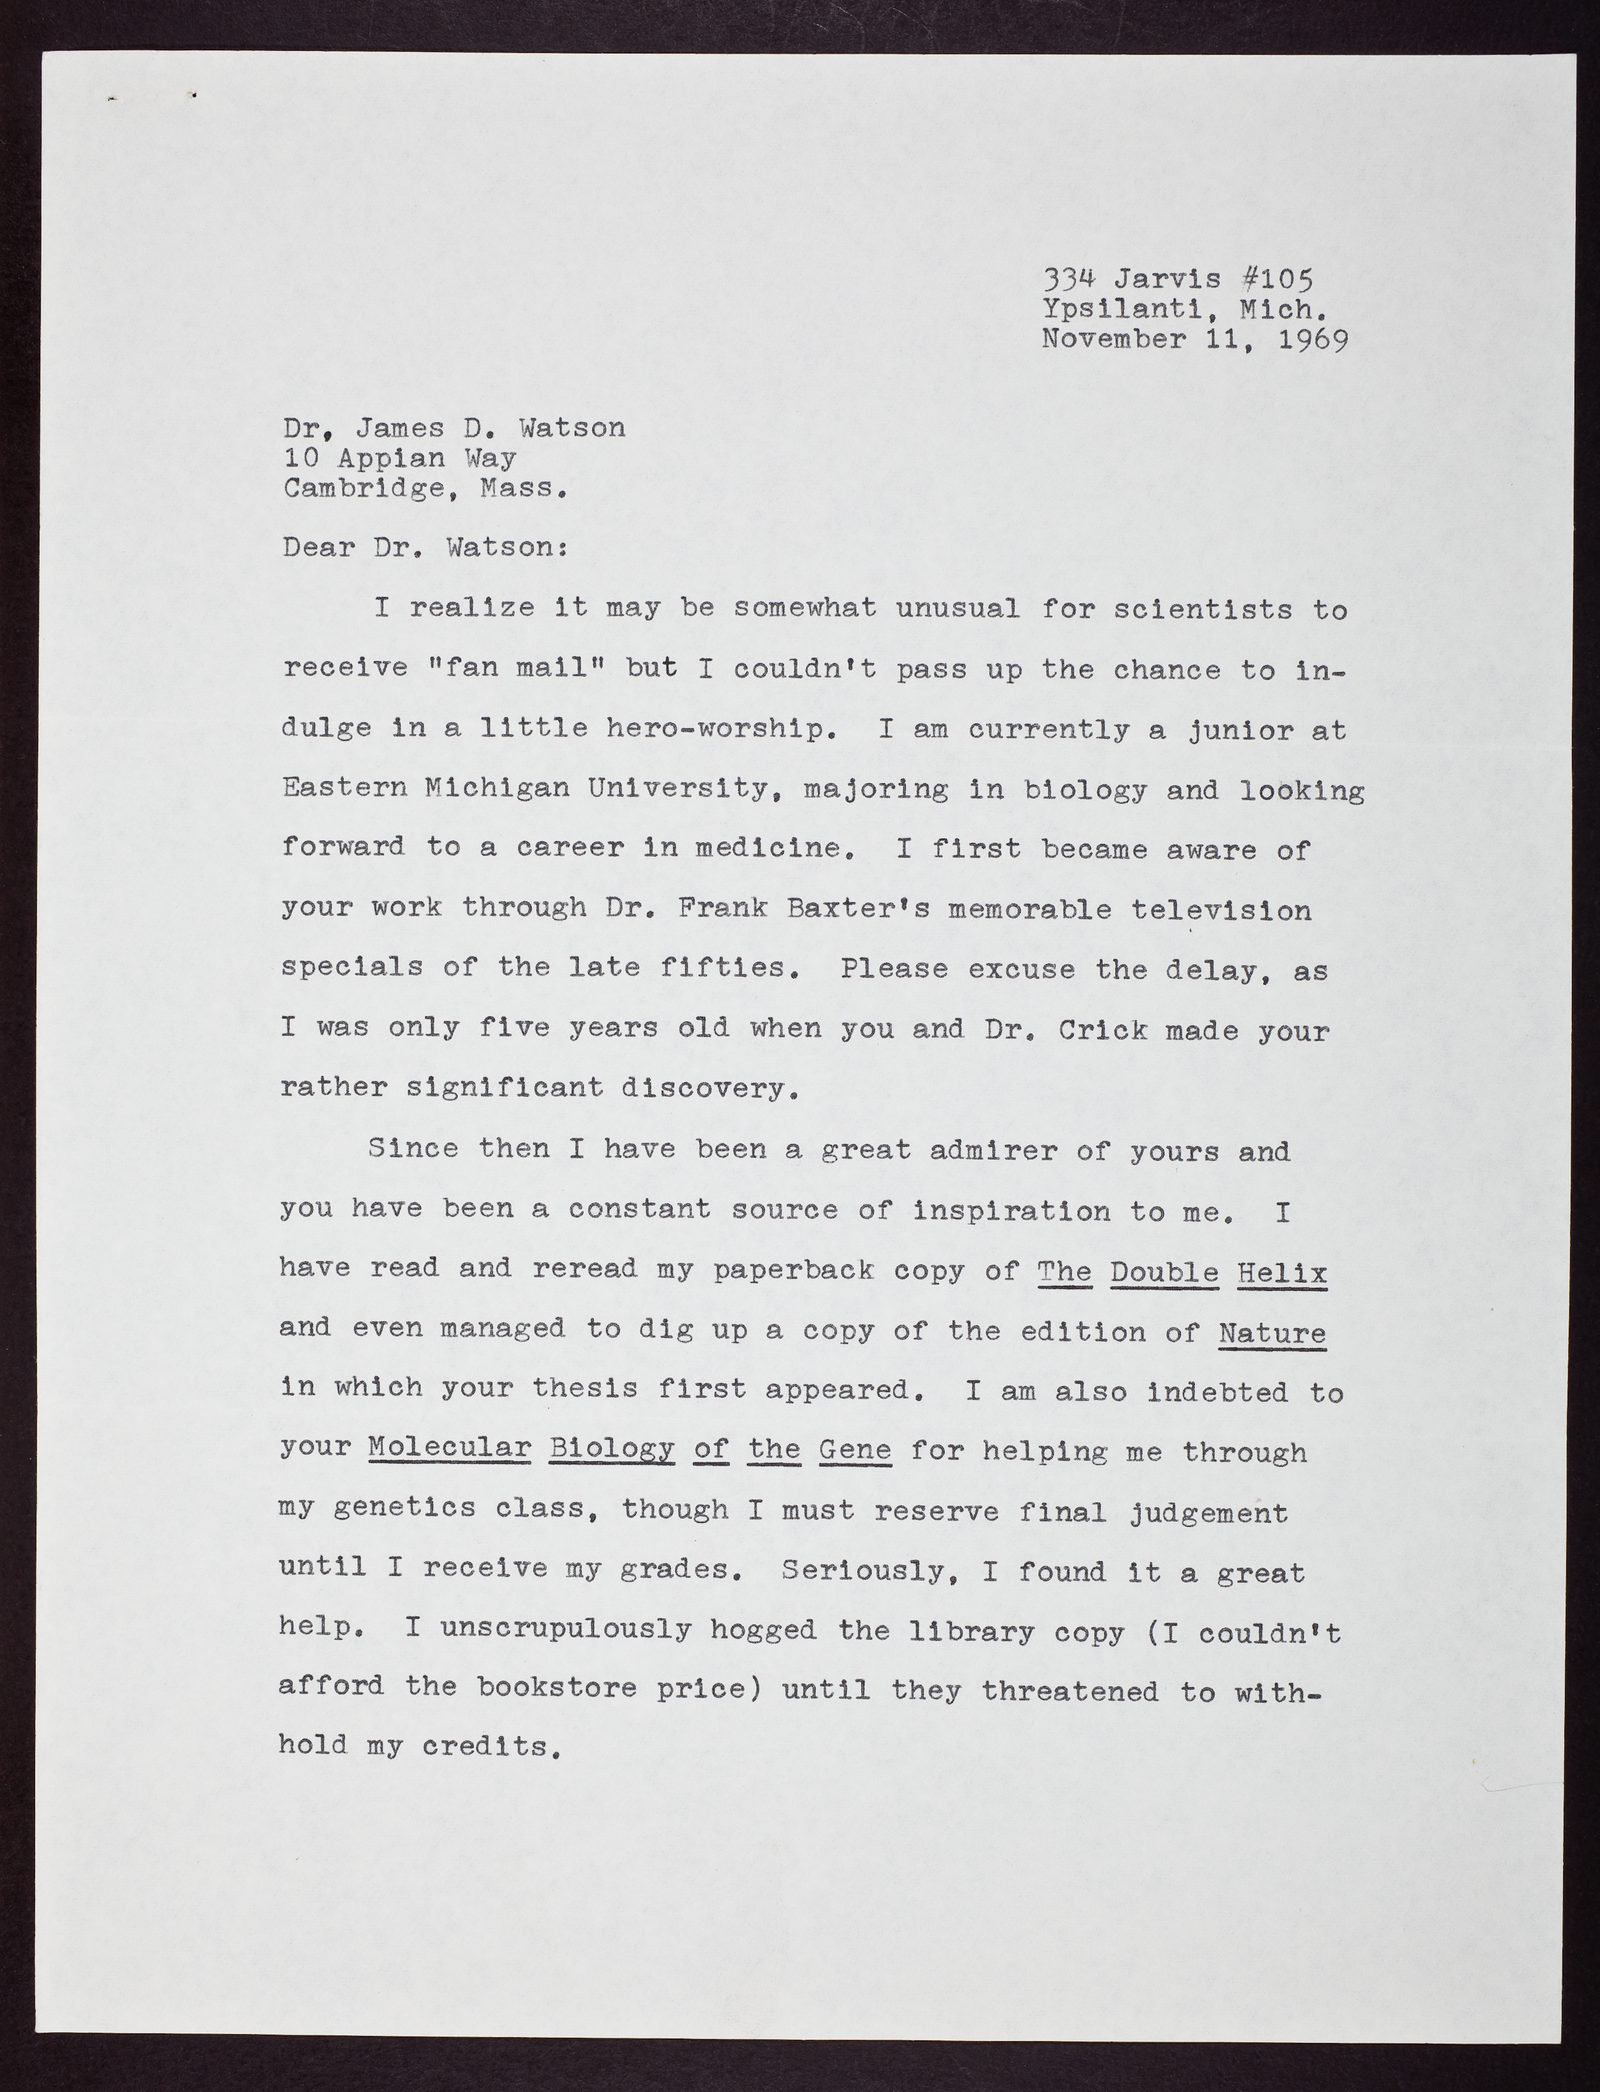 334 Jarvis #105
Ypsilanti, Mich.
November 11, 1969
Dr, James D. Watson
10 Appian Way
Cambridge, Mass.
Dear Dr. Watson:
I realize it may be somewhat unusual for scientists to
receive "fan mail" but I couldn't pass up the chance to in-
dulge in a little hero-worship. I am currently a junior at
Eastern Michigan University, majoring in biology and looking
forward to a career in medicine. I first became aware of
your work through Dr. Frank Baxter's memorable television
specials of the late fifties. Please excuse the delay, as
I was only five years old when you and Dr. Crick made your
rather significant discovery.
Since then I have been a great admirer of yours and
you have been a constant source of inspiration to me. I
have read and reread my paperback copy of The Double Helix
and even managed to dig up a copy of the edition of Nature
in which your thesis first appeared. I am also indebted to
your Molecular Biology of the Gene for helping me through
my genetics class, though I must reserve final judgement
until I receive my grades. Seriously, I found it a great
help. I unscrupulously hogged the library copy (I couldn't
afford the bookstore price) until they threatened to with-
hold my credits.